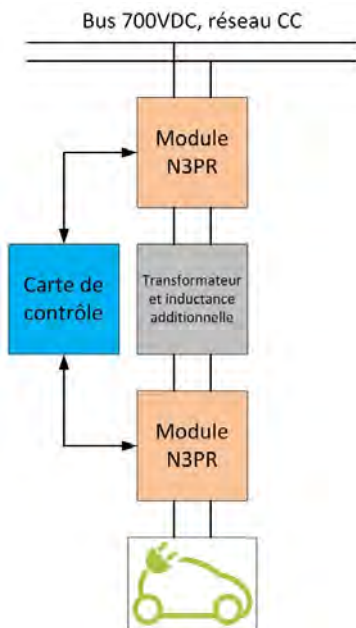 Bus 700VDC, réseau CC
Module
N3PR
Carte de
contrôle
Transformateur
et inductance
additionnelle
Module
N3PR